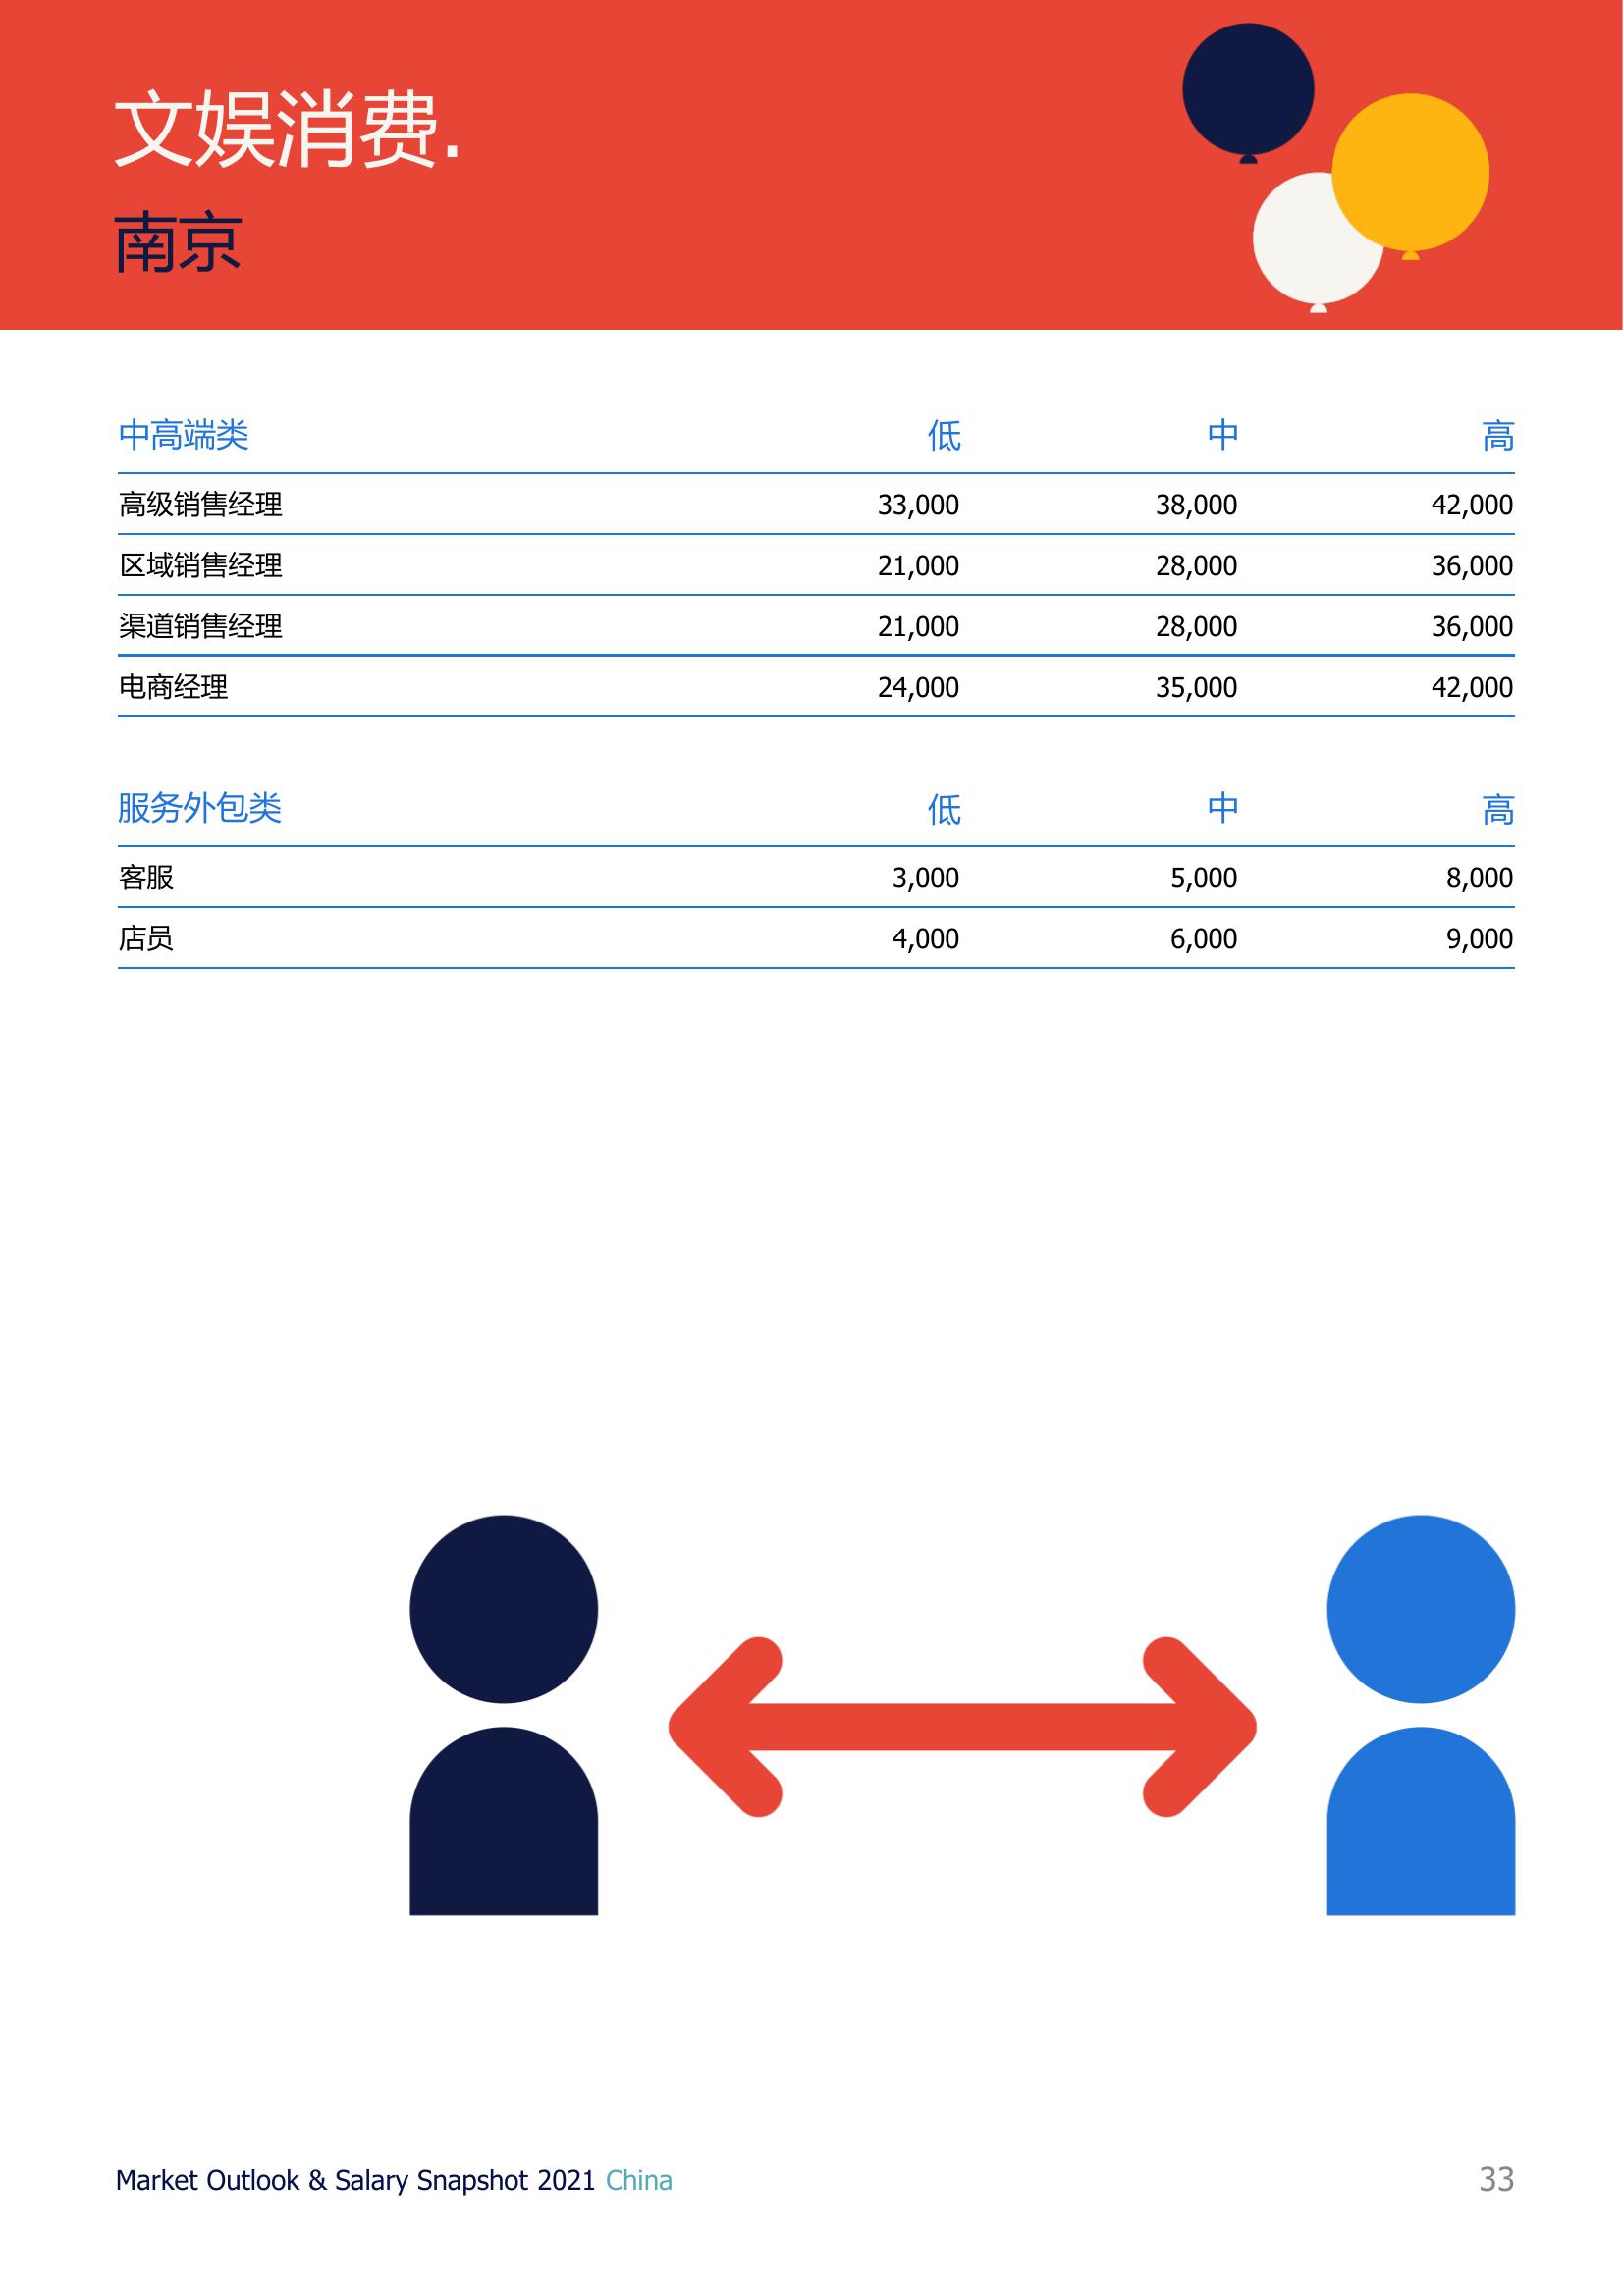 文娱消费.
南京
中高端类 低 中 高
高级销售经理 33,000 38,000 42,000
区域销售经理 21,000 28,000 36,000
渠道销售经理 21,000 28,000 36,000
电商经理 24,000 35,000 42,000
服务外包类 低 中 高
客服 3,000 5,000 8,000
店员 4,000 6,000 9,000
Market Outlook & Salary Snapshot 2021 China 33